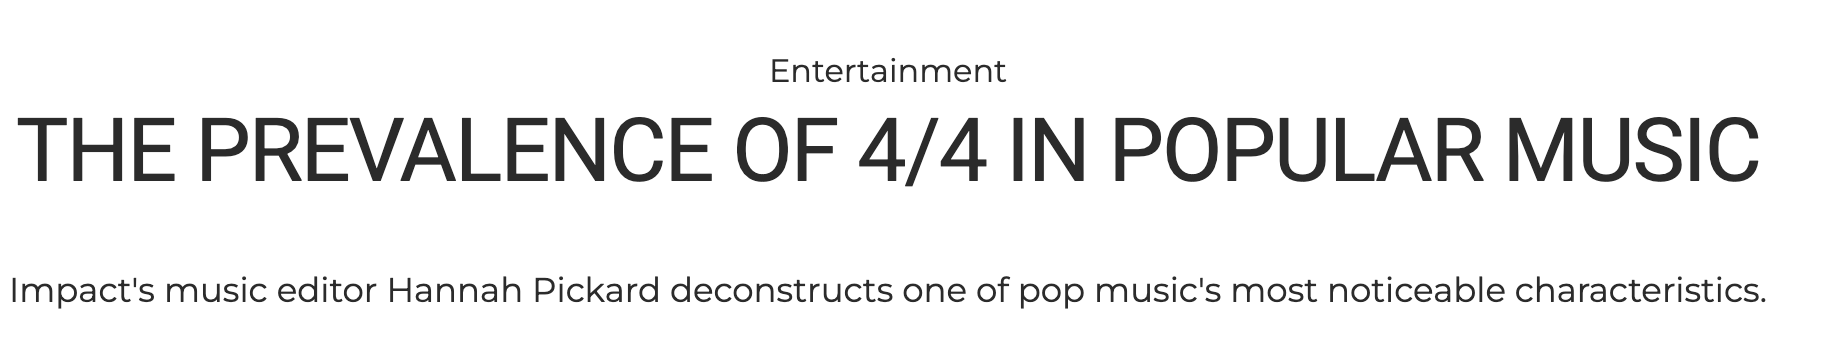 Entertainment
THE PREVALENCE OF 4/4 IN POPULAR MUSIC
Impact's music editor Hannah Pickard deconstructs one of pop music's most noticeable characteristics.